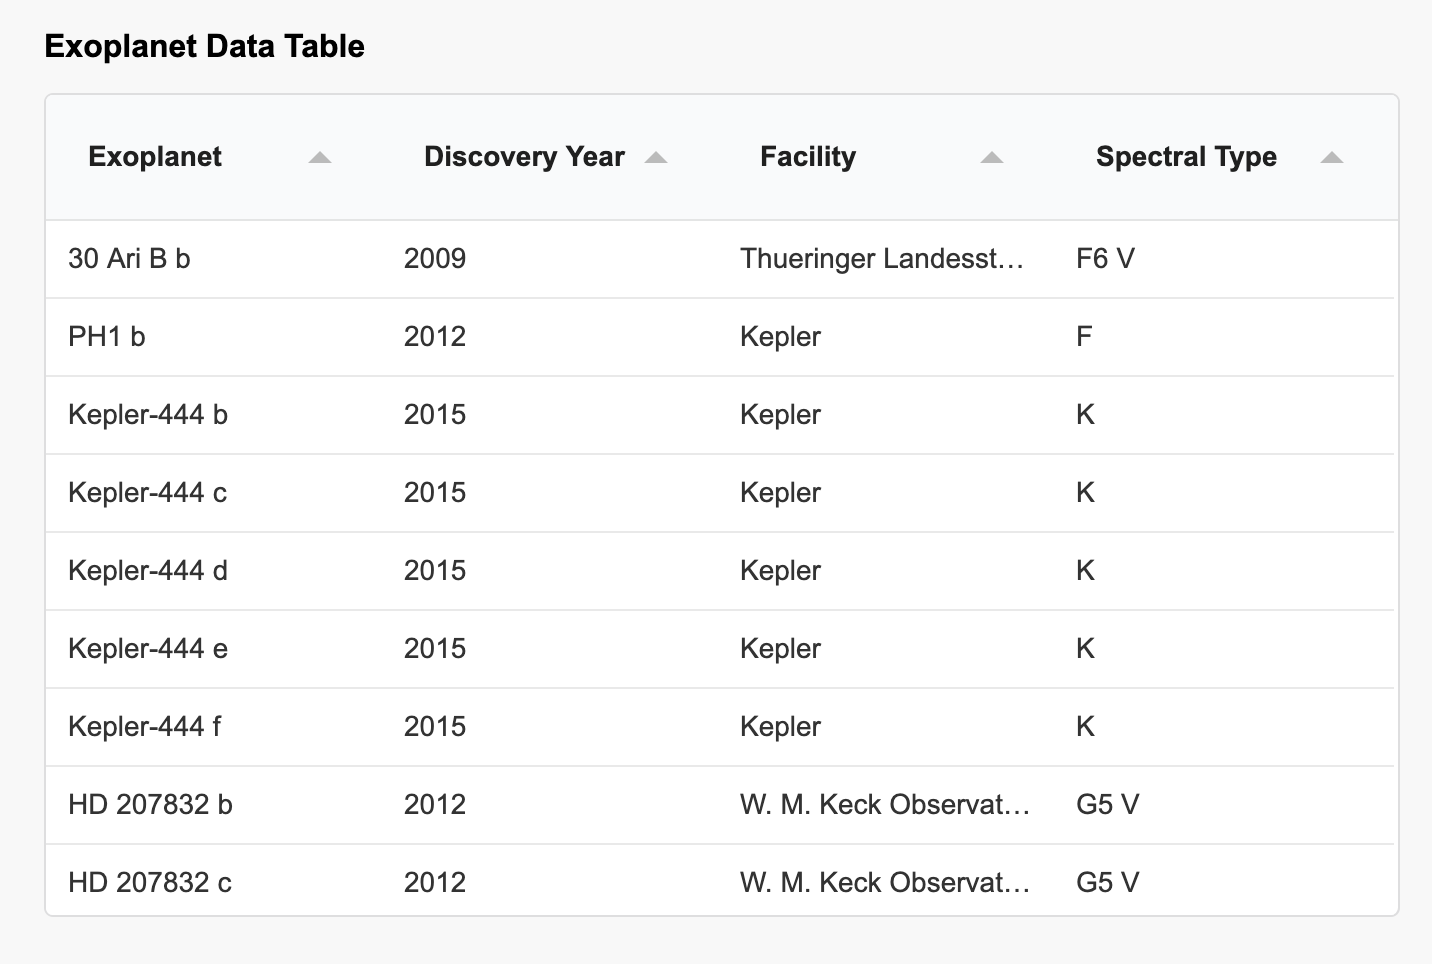 Exoplanet Data Table
Exoplanet Discovery Year Facility Spectral Type
30 Ari B b 2009 Thueringer Landesst... F6 V
PH1 b 2012 Kepler F
Kepler-444 b 2015 Kepler K
Kepler-444 c 2015 Kepler K
Kepler-444 d 2015 Kepler K
Kepler-444 e 2015 Kepler K
Kepler-444 f 2015 Kepler K
HD 207832 b 2012 W. M. Keck Observat... G5 V
HD 207832 c 2012 W. M. Keck Observat... G5 V